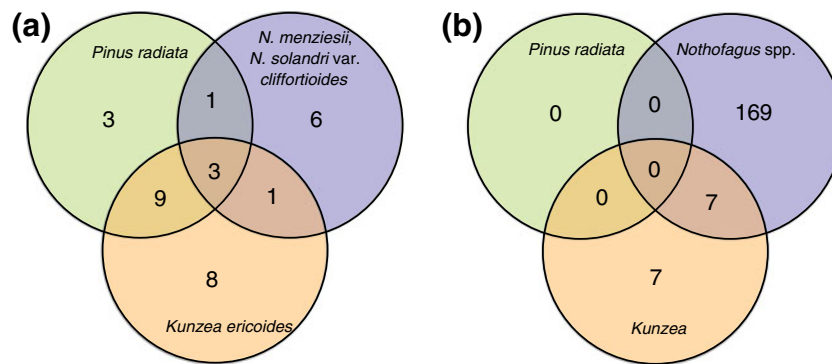 (a)
Pinus radiata
N. menziesii,
N. solandri var.
cliffortioides
3
1
6
3
9
1
8
Kunzea ericoides
(b)
Pinus radiata
Nothofagus spp.
0
0
169
0
0
7
7
Kunzea